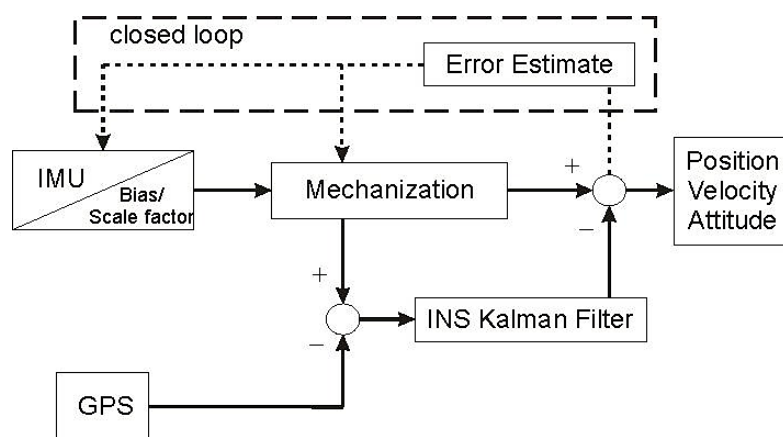 closed loop
Error Estimate
IMU
Bias/
Scale factor
Mechanization
+
−
Position
Velocity
Attitude
+
−
INS Kalman Filter
GPS